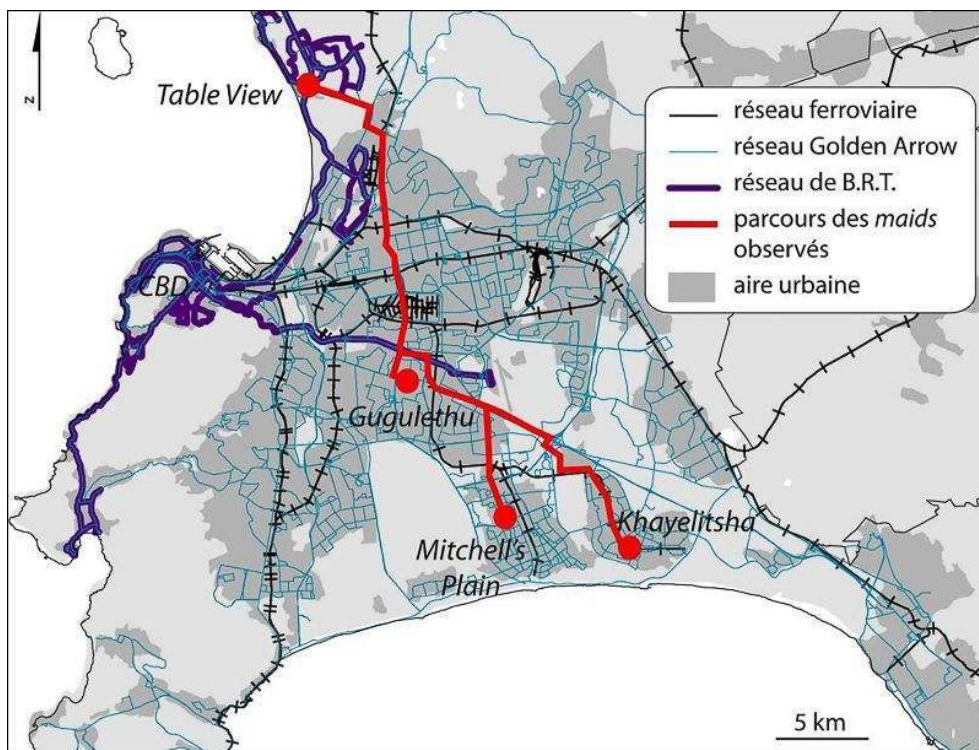 N
Table View
réseau ferroviaire
réseau Golden Arrow
réseau de B.R.T.
parcours des maids
observés
aire urbaine
CBD
Gugulethu
Khayelitsha
Mitchell's
Plain
5 km